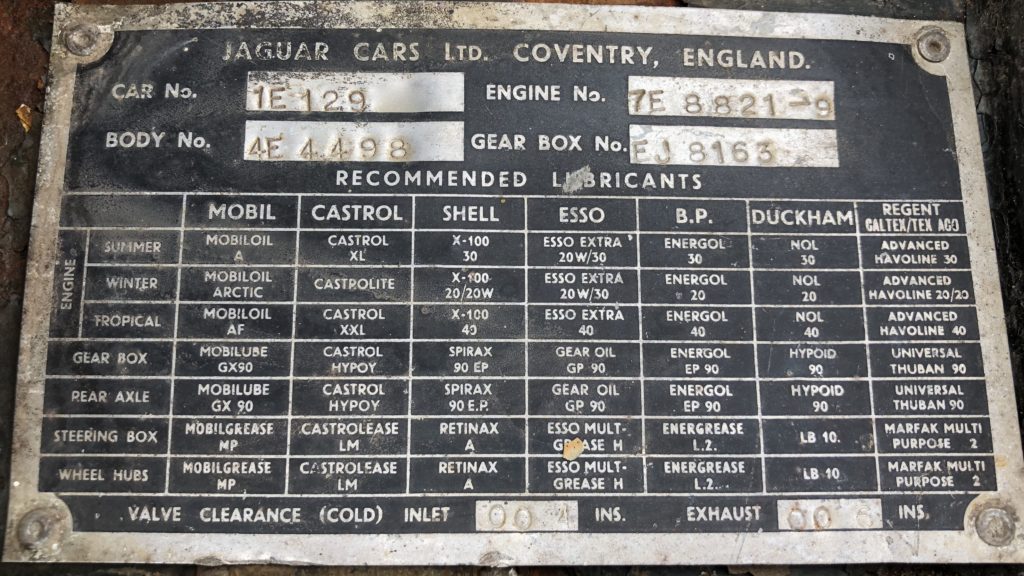 JAGUAR CARS LTD. COVENTRY, ENGLAND.
CAR No. 1E 129 ENGINE No. 7E 8821-9
BODY No. 4E 4498 GEAR BOX No. EJ 8163
RECOMMENDED LUBRICANTS
MOBIL CASTROL SHELL ESSO B.P. DUCKHAM REGENT CALTEX/TEXACO
ENGINE
SUMMER MOBILOIL A CASTROL XL X-100 30 ESSO EXTRA 20W/30 ENERGOL 30 NOL 30 ADVANCED HAVOLINE 30
WINTER MOBILOIL ARCTIC CASTROLITE X-100 20/20W ESSO EXTRA 20W/30 ENERGOL 20 NOL 20 ADVANCED HAVOLINE 20/20
TROPICAL MOBILOIL AF CASTROL XXL X-100 40 ESSO EXTRA 40 ENERGOL 40 NOL 40 ADVANCED HAVOLINE 40
GEAR BOX MOBILUBE GX90 CASTROL HYPOY SPIRAX 90 EP GEAR OIL GP 90 ENERGOL EP 90 HYPOID 90 UNIVERSAL THUBAN 90
REAR AXLE MOBILUBE GX 90 CASTROL HYPOY SPIRAX 90 E.P. GEAR OIL GP 90 ENERGOL EP 90 HYPOID 90 UNIVERSAL THUBAN 90
STEERING BOX MOBILGREASE MP CASTROLEASE LM RETINAX A ESSO MULT-GREASE H ENERGREASE L.2. LB 10. MARFAK MULTI PURPOSE 2
WHEEL HUBS MOBILGREASE MP CASTROLEASE LM RETINAX A ESSO MULT-GREASE H ENERGREASE L.2. LB 10 MARFAK MULTI PURPOSE 2
VALVE CLEARANCE (COLD) INLET 00 4 INS. EXHAUST 00 6 INS.